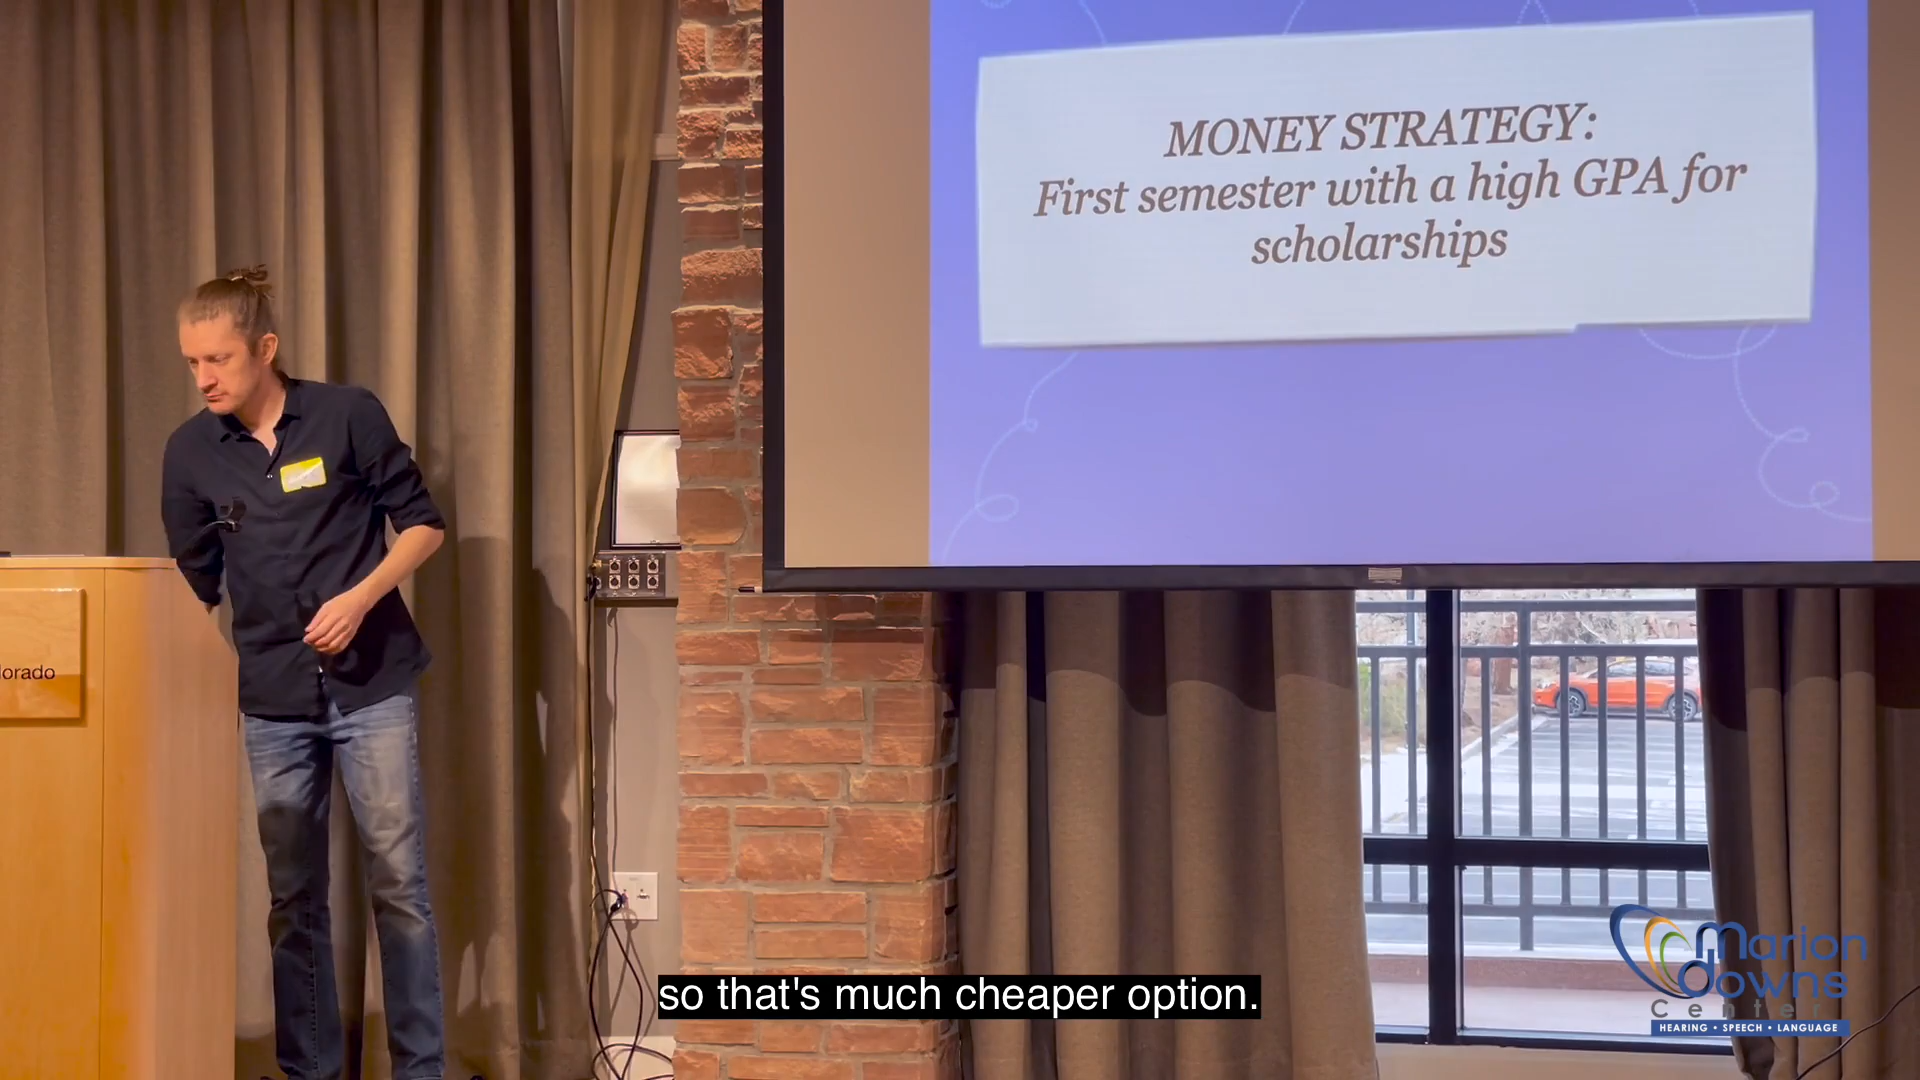 MONEY STRATEGY:
First semester with a high GPA for
scholarships
lorado
so that's much cheaper option.
marion
downs
Center
HEARING • SPEECH • LANGUAGE